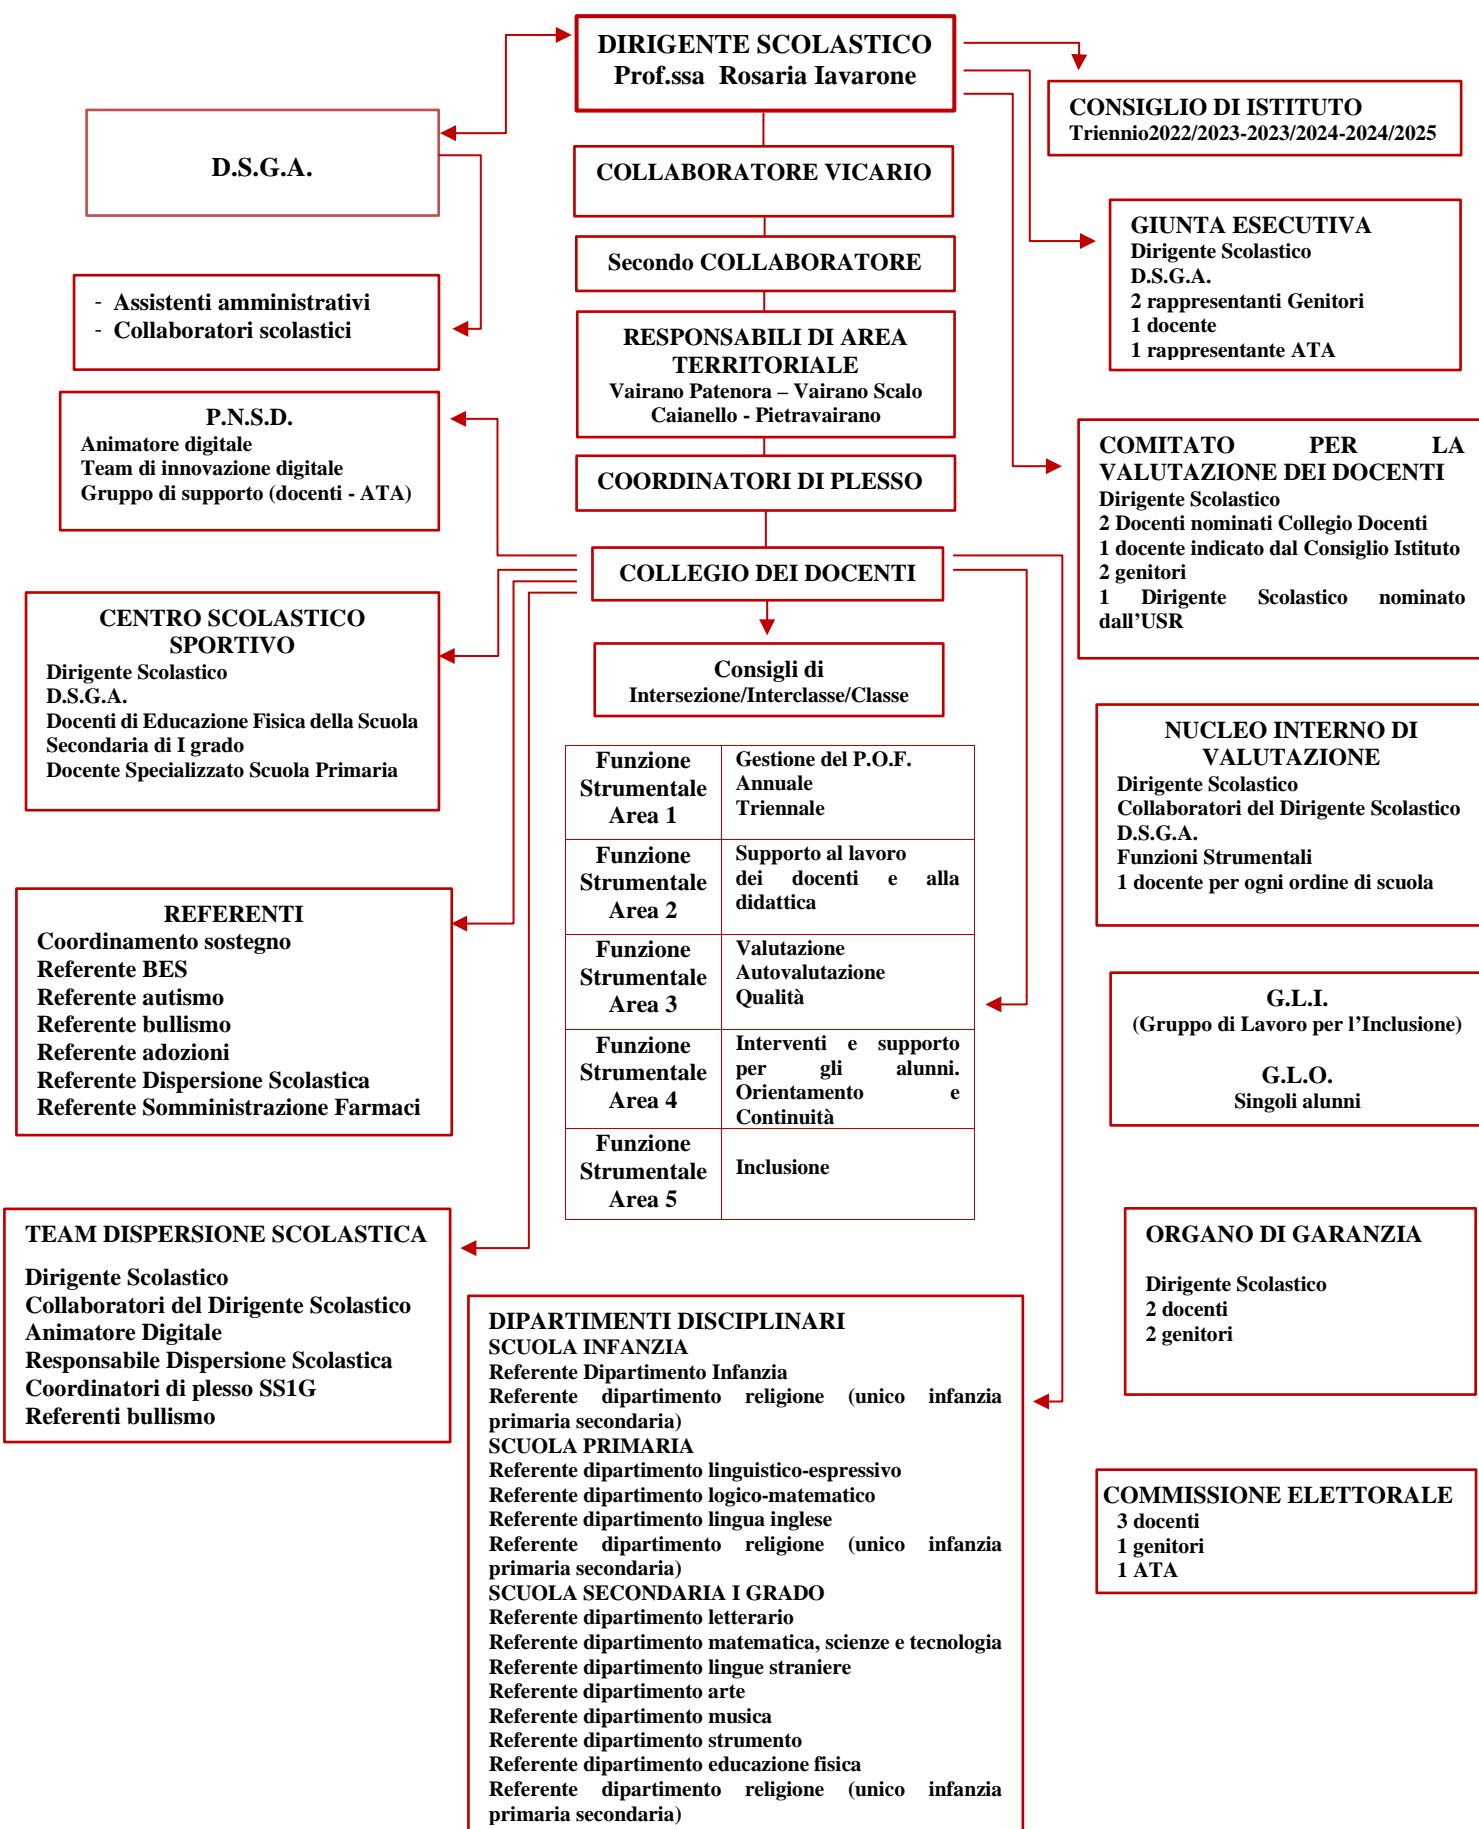 DIRIGENTE SCOLASTICO
Prof.ssa Rosaria Iavarone
CONSIGLIO DI ISTITUTO
Triennio2022/2023-2023/2024-2024/2025
D.S.G.A.
COLLABORATORE VICARIO
GIUNTA ESECUTIVA
Dirigente Scolastico
D.S.G.A.
2 rappresentanti Genitori
1 docente
1 rappresentante ATA
Secondo COLLABORATORE
- Assistenti amministrativi
- Collaboratori scolastici
RESPONSABILI DI AREA
TERRITORIALE
Vairano Patenora – Vairano Scalo
Caianello - Pietravairano
P.N.S.D.
Animatore digitale
Team di innovazione digitale
Gruppo di supporto (docenti - ATA)
COORDINATORI DI PLESSO
COMITATO PER LA
VALUTAZIONE DEI DOCENTI
Dirigente Scolastico
2 Docenti nominati Collegio Docenti
1 docente indicato dal Consiglio Istituto
2 genitori
1 Dirigente Scolastico nominato
dall’USR
COLLEGIO DEI DOCENTI
CENTRO SCOLASTICO
SPORTIVO
Dirigente Scolastico
D.S.G.A.
Docenti di Educazione Fisica della Scuola
Secondaria di I grado
Docente Specializzato Scuola Primaria
Consigli di
Intersezione/Interclasse/Classe
NUCLEO INTERNO DI
VALUTAZIONE
Dirigente Scolastico
Collaboratori del Dirigente Scolastico
D.S.G.A.
Funzioni Strumentali
1 docente per ogni ordine di scuola
Funzione
Strumentale
Area 1
Gestione del P.O.F.
Annuale
Triennale
Funzione
Strumentale
Area 2
Supporto al lavoro
dei docenti e alla
didattica
Funzione
Strumentale
Area 3
Valutazione
Autovalutazione
Qualità
Funzione
Strumentale
Area 4
Interventi e supporto
per gli alunni.
Orientamento e
Continuità
Funzione
Strumentale
Area 5
Inclusione
REFERENTI
Coordinamento sostegno
Referente BES
Referente autismo
Referente bullismo
Referente adozioni
Referente Dispersione Scolastica
Referente Somministrazione Farmaci
G.L.I.
(Gruppo di Lavoro per l’Inclusione)
G.L.O.
Singoli alunni
TEAM DISPERSIONE SCOLASTICA
Dirigente Scolastico
Collaboratori del Dirigente Scolastico
Animatore Digitale
Responsabile Dispersione Scolastica
Coordinatori di plesso SS1G
Referenti bullismo
ORGANO DI GARANZIA
Dirigente Scolastico
2 docenti
2 genitori
DIPARTIMENTI DISCIPLINARI
SCUOLA INFANZIA
Referente Dipartimento Infanzia
Referente dipartimento religione (unico infanzia
primaria secondaria)
SCUOLA PRIMARIA
Referente dipartimento linguistico-espressivo
Referente dipartimento logico-matematico
Referente dipartimento lingua inglese
Referente dipartimento religione (unico infanzia
primaria secondaria)
SCUOLA SECONDARIA I GRADO
Referente dipartimento letterario
Referente dipartimento matematica, scienze e tecnologia
Referente dipartimento lingue straniere
Referente dipartimento arte
Referente dipartimento musica
Referente dipartimento strumento
Referente dipartimento educazione fisica
Referente dipartimento religione (unico infanzia
primaria secondaria)
COMMISSIONE ELETTORALE
3 docenti
1 genitori
1 ATA